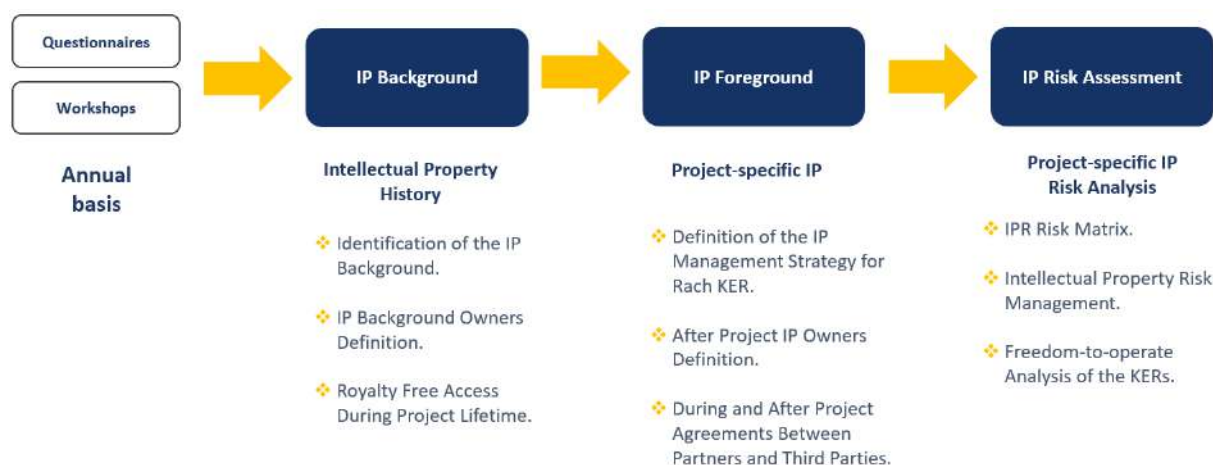 Questionnaires
Workshops
Annual
basis
IP Background
Intellectual Property
History
Identification of the IP
Background.
IP Background Owners
Definition.
Royalty Free Access
During Project Lifetime.
IP Foreground
Project-specific IP
Definition of the IP
Management Strategy for
Rach KER.
After Project IP Owners
Definition.
During and After Project
Agreements Between
Partners and Third Parties.
IP Risk Assessment
Project-specific IP
Risk Analysis
IPR Risk Matrix.
Intellectual Property Risk
Management.
Freedom-to-operate
Analysis of the KERs.